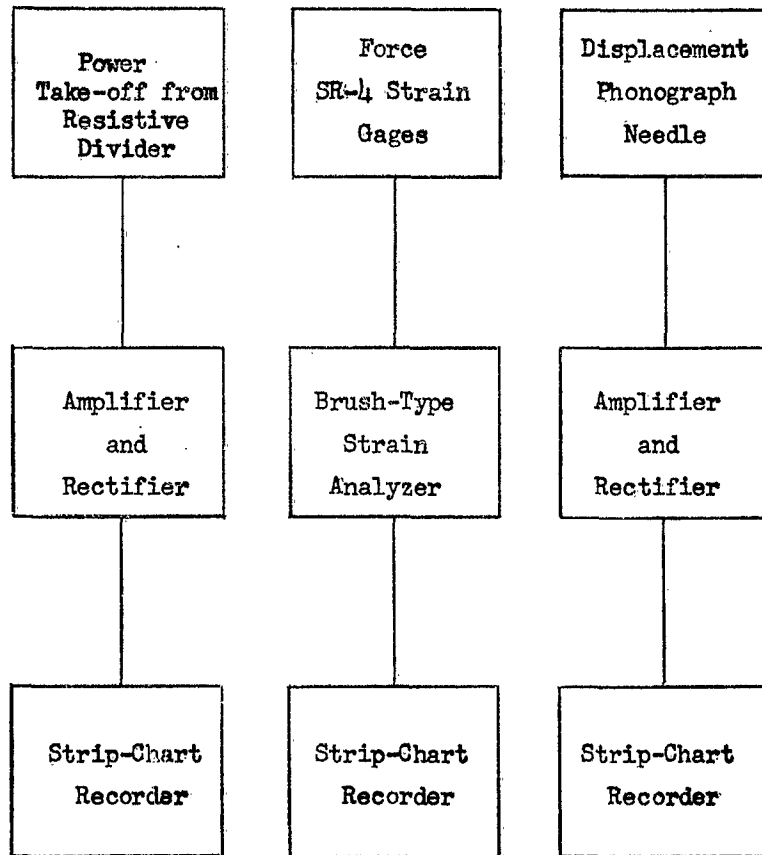 Power
Take-off from
Resistive
Divider
Force
SR-4 Strain
Gages
Displacement
Phonograph
Needle
Amplifier
and
Rectifier
Brush-Type
Strain
Analyzer
Amplifier
and
Rectifier
Strip-Chart
Recorder
Strip-Chart
Recorder
Strip-Chart
Recorder